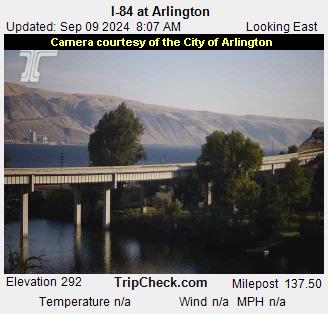 I-84 at Arlington
Updated: Sep 09 2024 8:07 AM Looking East
Camera courtesy of the City of Arlington
Elevation 292 TripCheck.com Milepost 137.50
Temperature n/a Wind n/a MPH n/a